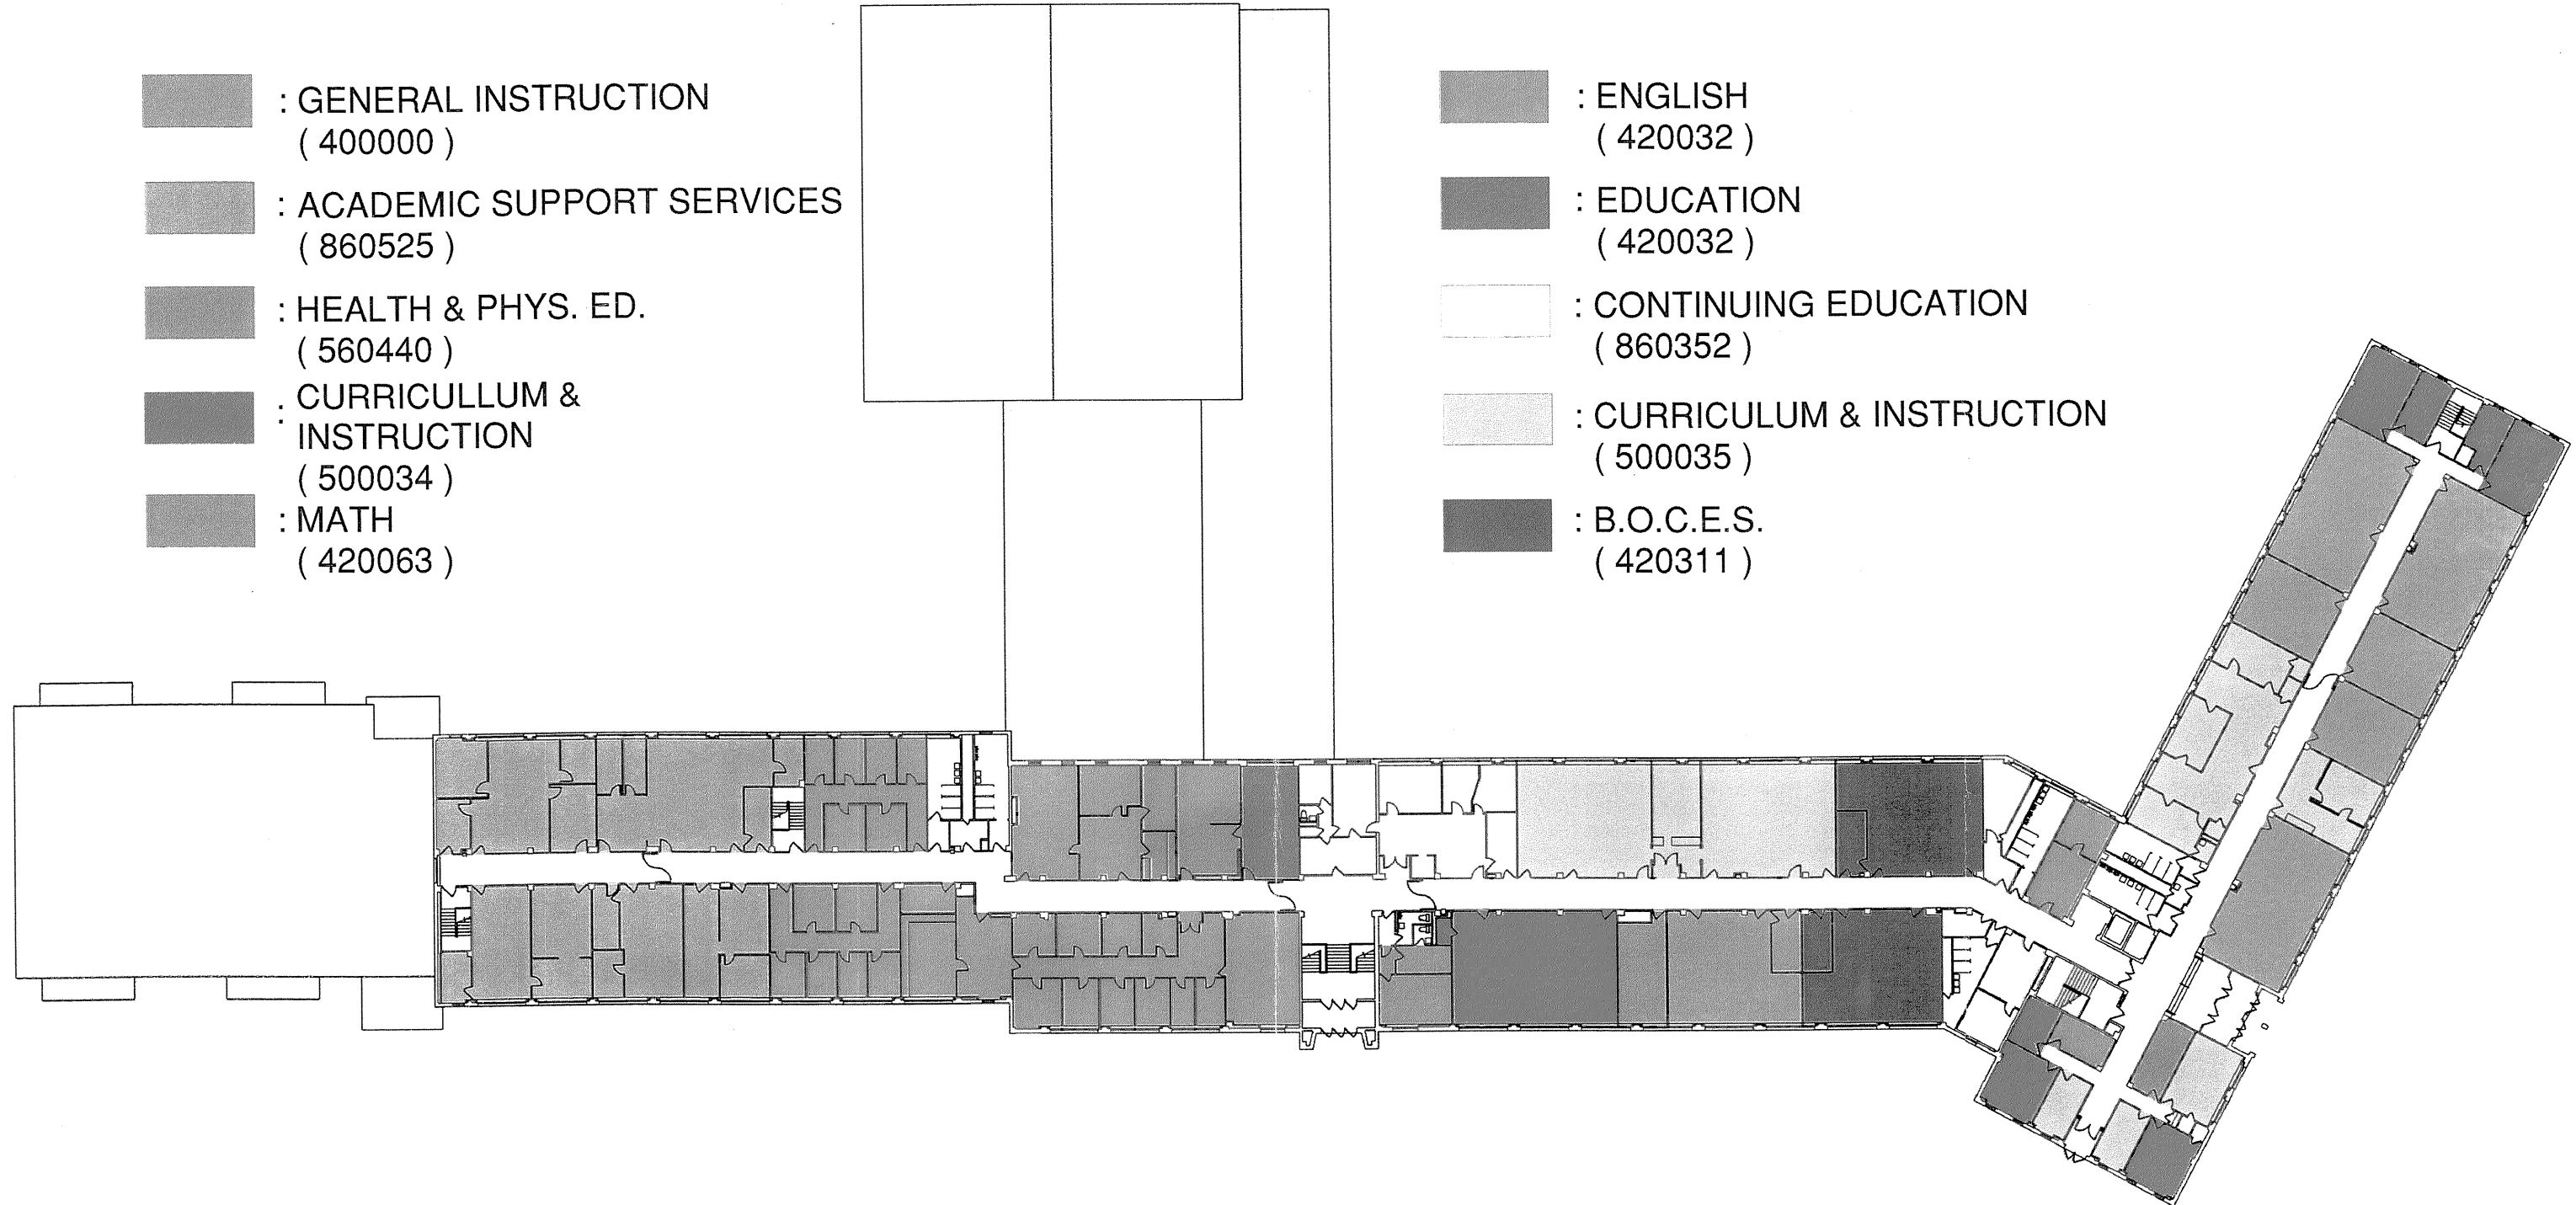 : GENERAL INSTRUCTION
( 400000 )
: ACADEMIC SUPPORT SERVICES
( 860525 )
: HEALTH & PHYS. ED.
( 560440 )
: CURRICULLUM &
INSTRUCTION
( 500034 )
: MATH
( 420063 )
: ENGLISH
( 420032 )
: EDUCATION
( 420032 )
: CONTINUING EDUCATION
( 860352 )
: CURRICULUM & INSTRUCTION
( 500035 )
: B.O.C.E.S.
( 420311 )